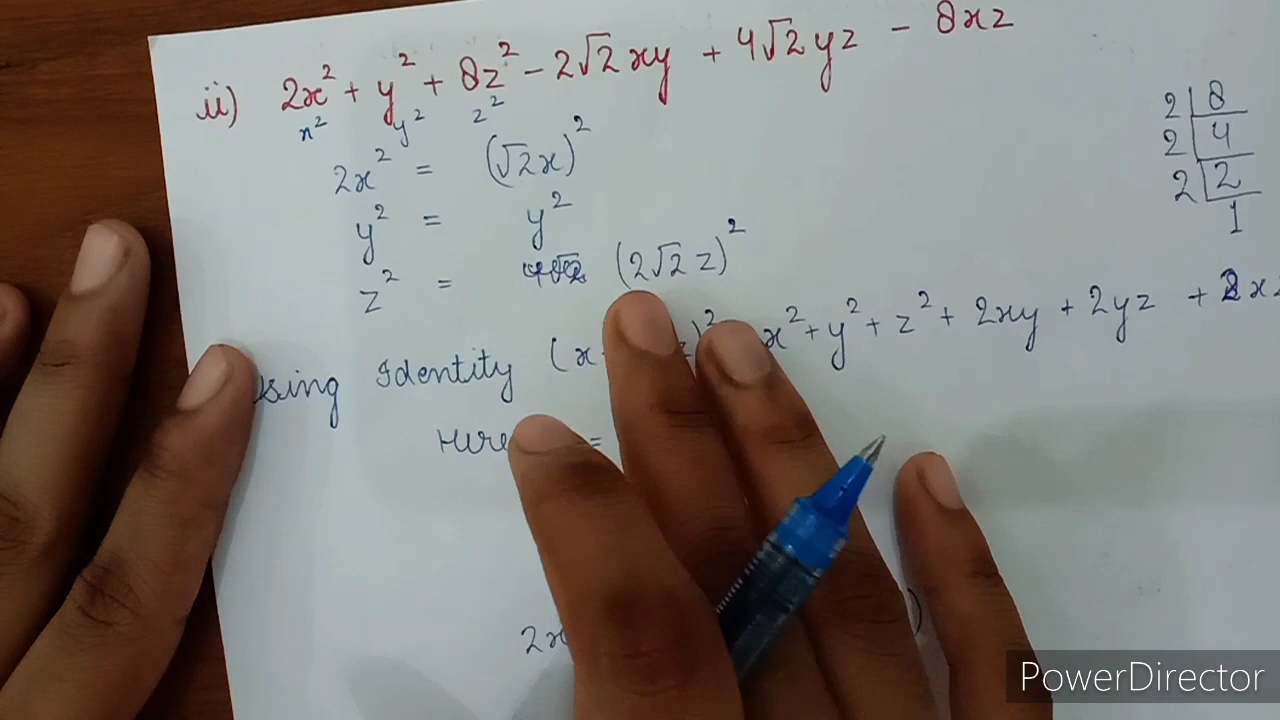 ii) 2x² + y² + 8z² - 2√2 xy + 4√2 yz - 8xz
x² y² z²
2x² = (√2x)²
y² = y²
z² = (2√2 z)²
2 8
2 4
2 2
1
Using Identity (x )² x² + y² + z² + 2xy + 2yz + 2x
Here =
2x )
PowerDirector